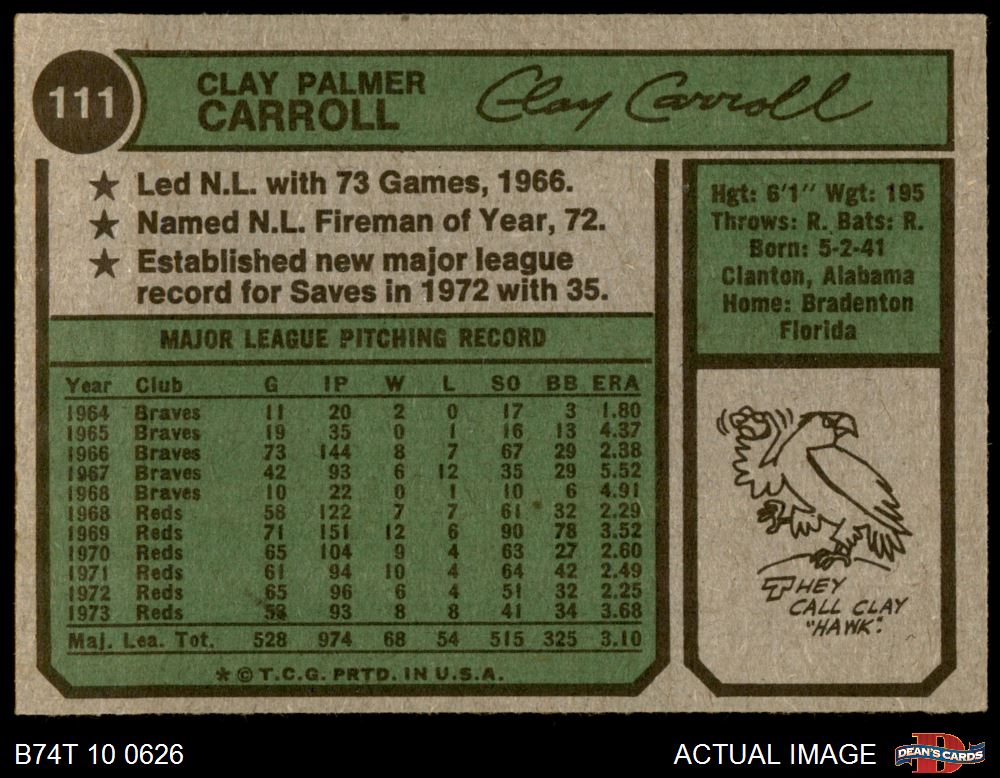 111
CLAY PALMER
CARROLL
Clay Carroll
★ Led N.L. with 73 Games, 1966.
★ Named N.L. Fireman of Year, 72.
★ Established new major league
record for Saves in 1972 with 35.
Hgt: 6'1" Wgt: 195
Throws: R. Bats: R.
Born: 5-2-41
Clanton, Alabama
Home: Bradenton
Florida
MAJOR LEAGUE PITCHING RECORD
Year Club G IP W L SO BB ERA
1964 Braves 11 20 2 0 17 3 1.80
1965 Braves 19 35 0 1 16 13 4.37
1966 Braves 73 144 8 7 67 29 2.38
1967 Braves 42 93 6 12 35 29 5.52
1968 Braves 10 22 0 1 10 6 4.91
1968 Reds 58 122 7 7 61 32 2.29
1969 Reds 71 151 12 6 90 78 3.52
1970 Reds 65 104 9 4 63 27 2.60
1971 Reds 61 94 10 4 64 42 2.49
1972 Reds 65 96 6 4 51 32 2.25
1973 Reds 53 93 8 8 41 34 3.68
Maj. Lea. Tot. 528 974 68 54 515 325 3.10
* © T.C.G. PRTD. IN U.S.A.
THEY
CALL CLAY
"HAWK".
B74T 10 0626
ACTUAL IMAGE
DEAN'S CARDS